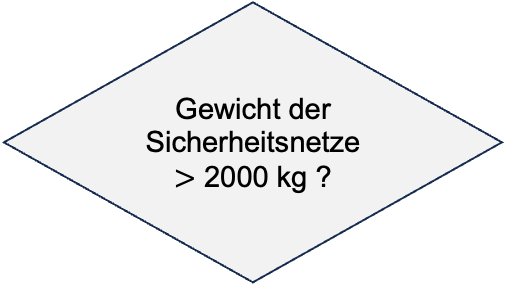 Gewicht der
Sicherheitsnetze
> 2000 kg ?